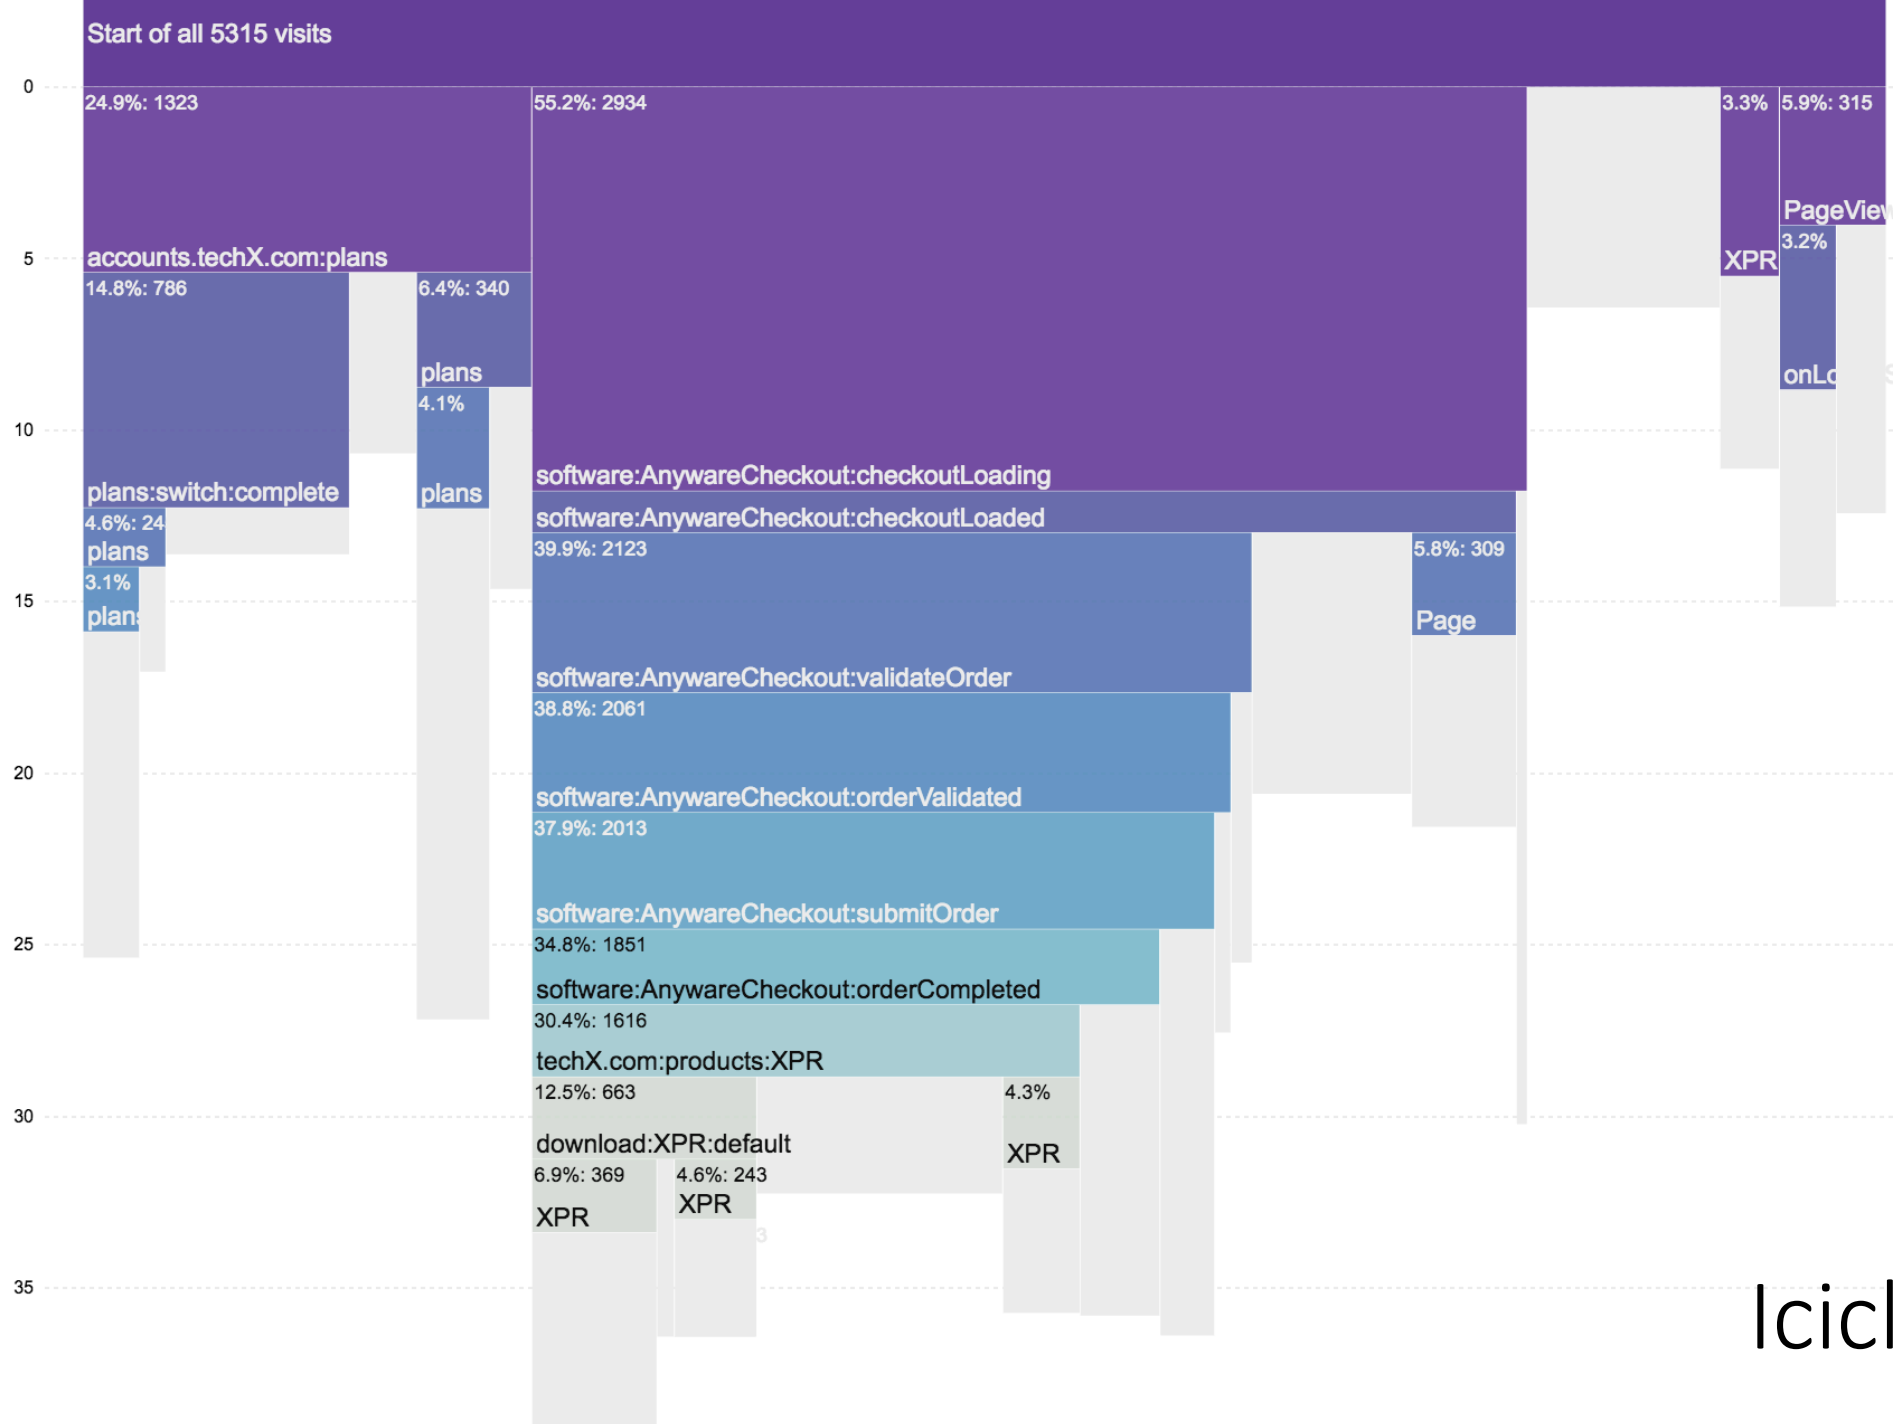 Start of all 5315 visits
0
24.9%: 1323
55.2%: 2934
3.3%
5.9%: 315
PageView
accounts.techX.com:plans
5
XPR
3.2%
14.8%: 786
6.4%: 340
plans
onLo
4.1%
10
software:AnywareCheckout:checkoutLoading
plans:switch:complete
plans
4.6%: 24
software:AnywareCheckout:checkoutLoaded
plans
39.9%: 2123
5.8%: 309
3.1%
15
plans
Page
software:AnywareCheckout:validateOrder
38.8%: 2061
20
software:AnywareCheckout:orderValidated
37.9%: 2013
software:AnywareCheckout:submitOrder
25
34.8%: 1851
software:AnywareCheckout:orderCompleted
30.4%: 1616
techX.com:products:XPR
12.5%: 663
4.3%
30
download:XPR:default
XPR
6.9%: 369
4.6%: 243
XPR
XPR
3
35
Icicl